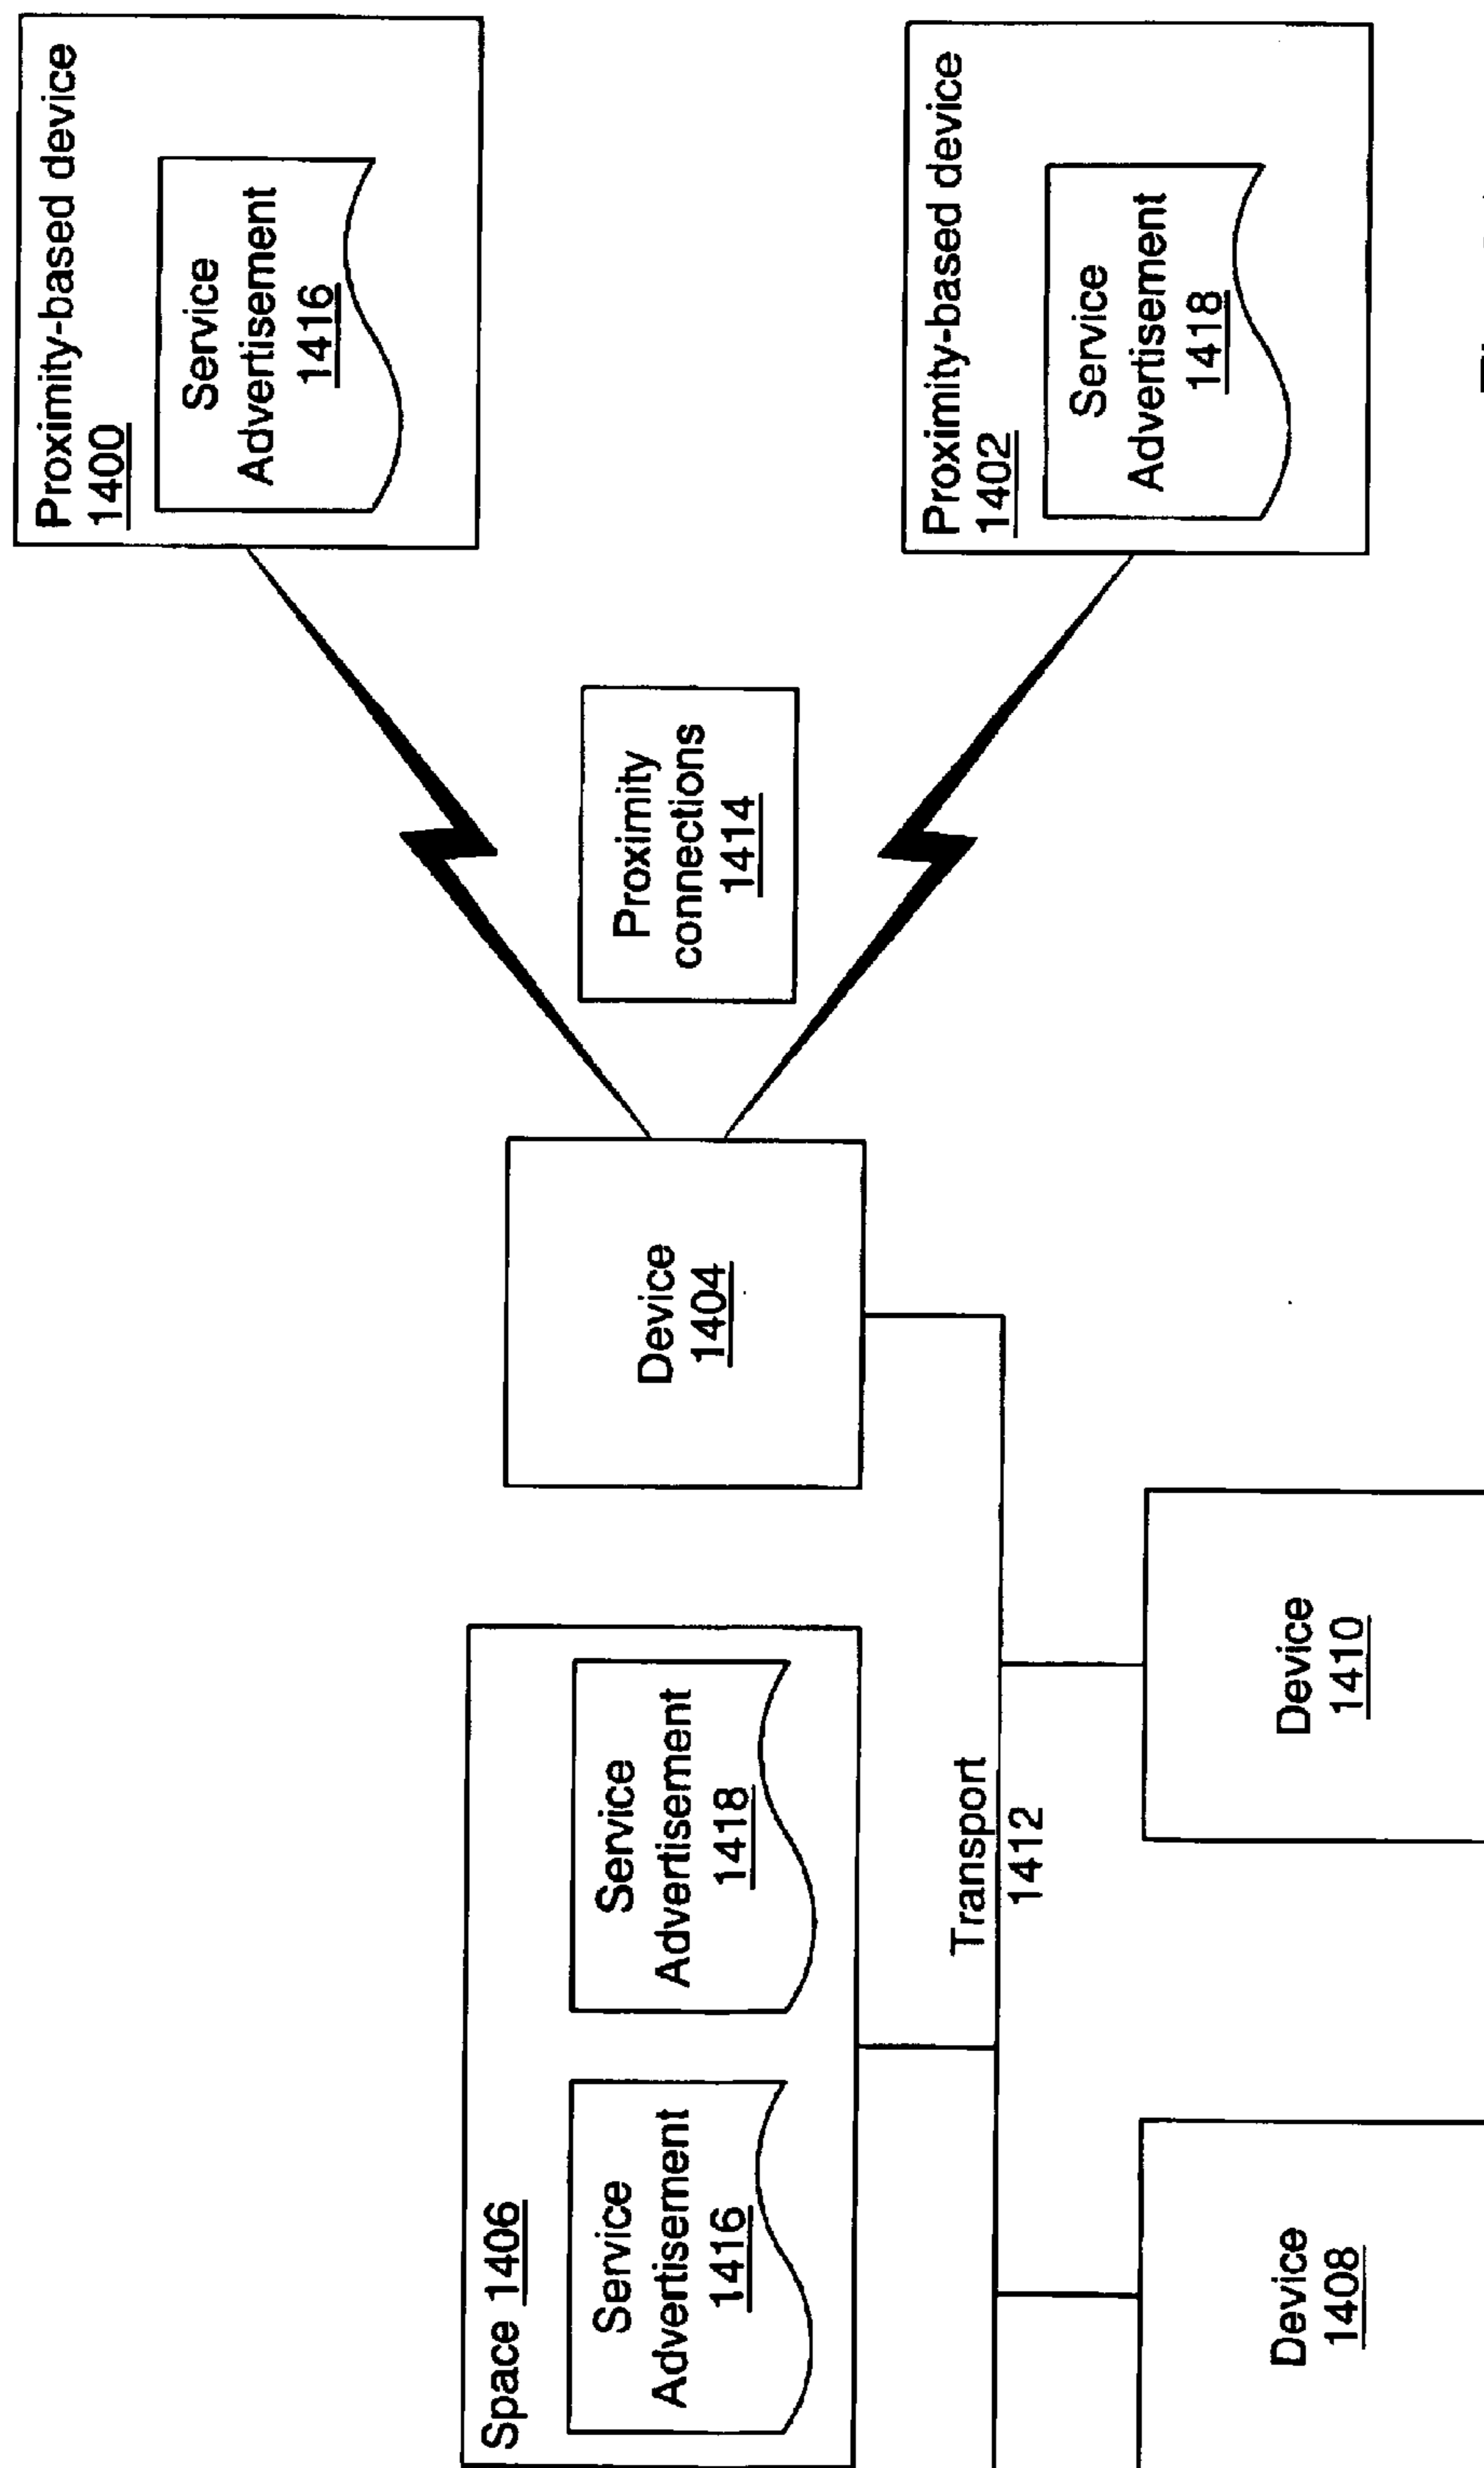 Proximity-based device
1400
Service
Advertisement
1416
Proximity
connections
1414
Proximity-based device
1402
Service
Advertisement
1418
Device
1404
Space 1406
Service
Advertisement
1416
Service
Advertisement
1418
Transport
1412
Device
1408
Device
1410